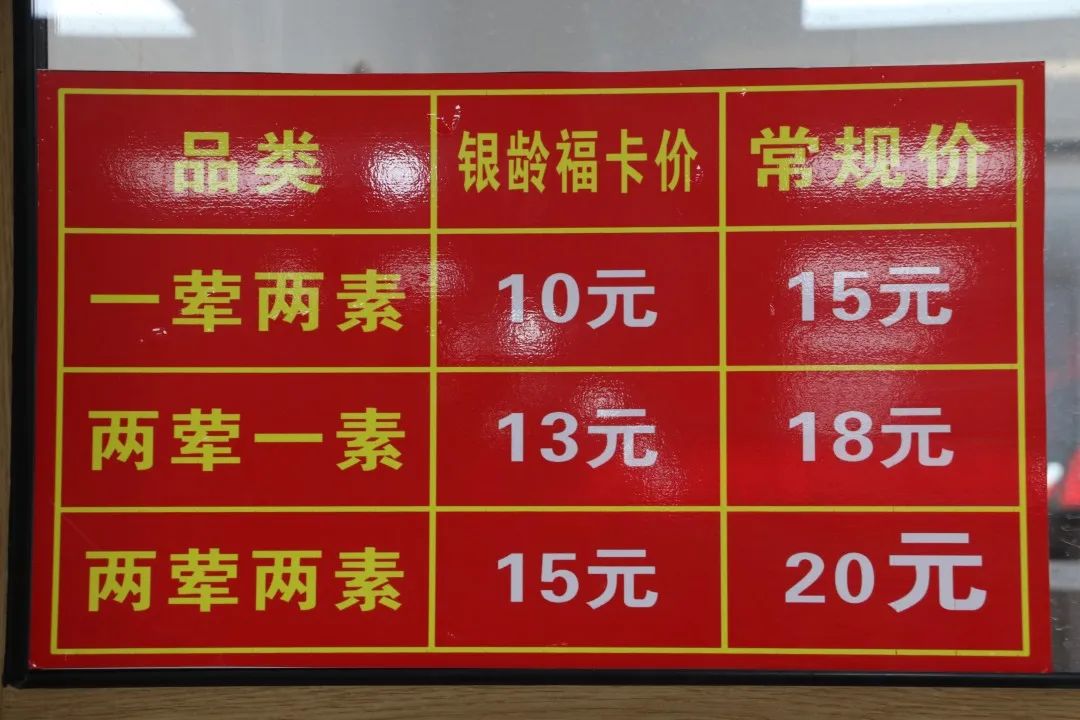 品类 银龄福卡价 常规价
一荤两素 10元 15元
两荤一素 13元 18元
两荤两素 15元 20元